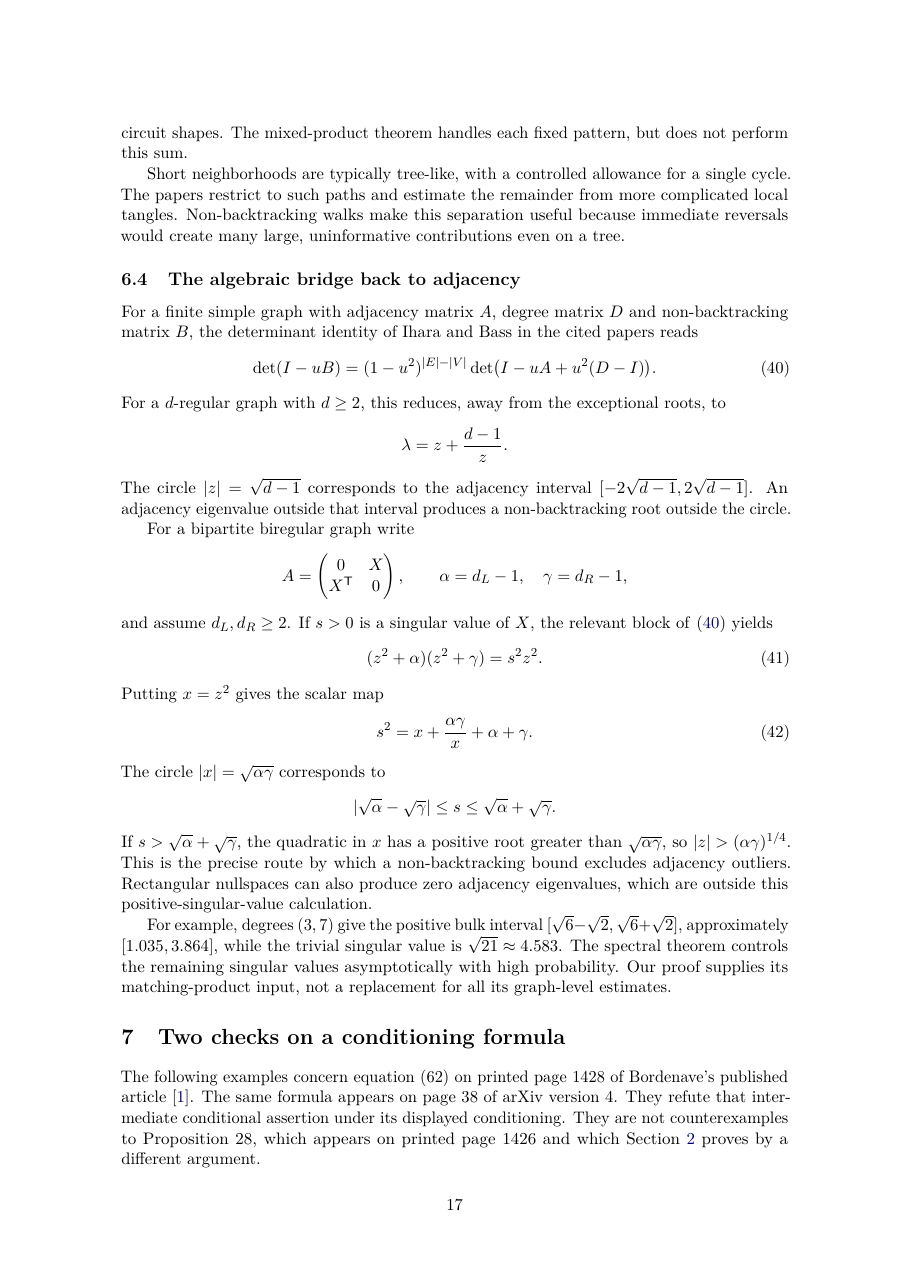 circuit shapes. The mixed-product theorem handles each fixed pattern, but does not perform
this sum.
Short neighborhoods are typically tree-like, with a controlled allowance for a single cycle.
The papers restrict to such paths and estimate the remainder from more complicated local
tangles. Non-backtracking walks make this separation useful because immediate reversals
would create many large, uninformative contributions even on a tree.
6.4 The algebraic bridge back to adjacency
For a finite simple graph with adjacency matrix A, degree matrix D and non-backtracking
matrix B, the determinant identity of Ihara and Bass in the cited papers reads
det(I − uB) = (1 − u²)^{|E|−|V|} det(I − uA + u²(D − I)). (40)
For a d-regular graph with d ≥ 2, this reduces, away from the exceptional roots, to
λ = z + (d − 1)/z.
The circle |z| = √(d − 1) corresponds to the adjacency interval [−2√(d − 1), 2√(d − 1)]. An
adjacency eigenvalue outside that interval produces a non-backtracking root outside the circle.
For a bipartite biregular graph write
A = (0 X; X^T 0), α = d_L − 1, γ = d_R − 1,
and assume d_L, d_R ≥ 2. If s > 0 is a singular value of X, the relevant block of (40) yields
(z² + α)(z² + γ) = s²z². (41)
Putting x = z² gives the scalar map
s² = x + αγ/x + α + γ. (42)
The circle |x| = √(αγ) corresponds to
|√α − √γ| ≤ s ≤ √α + √γ.
If s > √α + √γ, the quadratic in x has a positive root greater than √(αγ), so |z| > (αγ)^{1/4}.
This is the precise route by which a non-backtracking bound excludes adjacency outliers.
Rectangular nullspaces can also produce zero adjacency eigenvalues, which are outside this
positive-singular-value calculation.
For example, degrees (3, 7) give the positive bulk interval [√6−√2, √6+√2], approximately
[1.035, 3.864], while the trivial singular value is √21 ≈ 4.583. The spectral theorem controls
the remaining singular values asymptotically with high probability. Our proof supplies its
matching-product input, not a replacement for all its graph-level estimates.
7 Two checks on a conditioning formula
The following examples concern equation (62) on printed page 1428 of Bordenave's published
article [1]. The same formula appears on page 38 of arXiv version 4. They refute that inter-
mediate conditional assertion under its displayed conditioning. They are not counterexamples
to Proposition 28, which appears on printed page 1426 and which Section 2 proves by a
different argument.
17